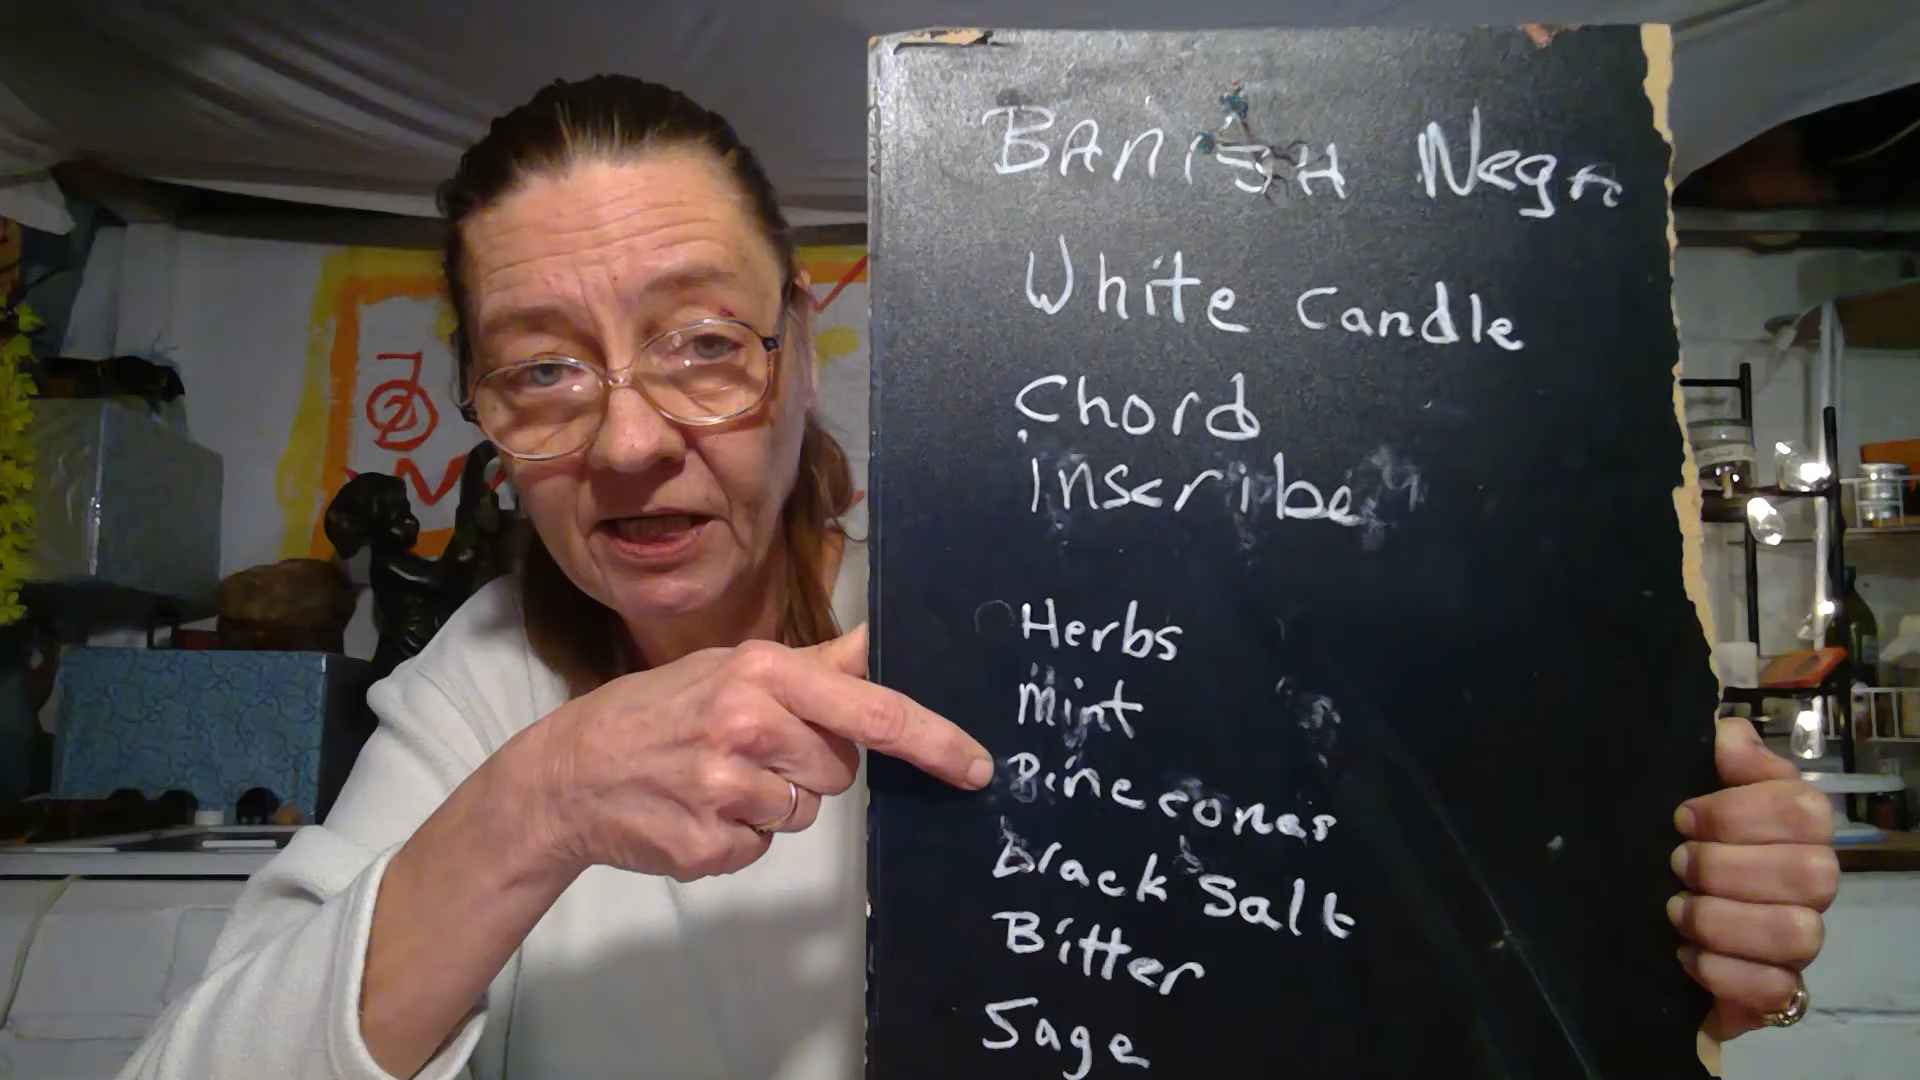 BANISH Nega
White Candle
Chord
inscribe
Herbs
Mint
Pinecones
black Salt
Bitter
Sage